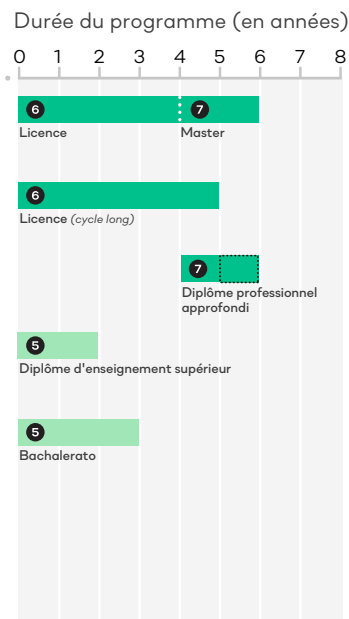 Durée du programme (en années)
0 1 2 3 4 5 6 7 8
6 7
Licence Master
6
Licence (cycle long)
7
Diplôme professionnel
approfondi
5
Diplôme d'enseignement supérieur
5
Bachalerato